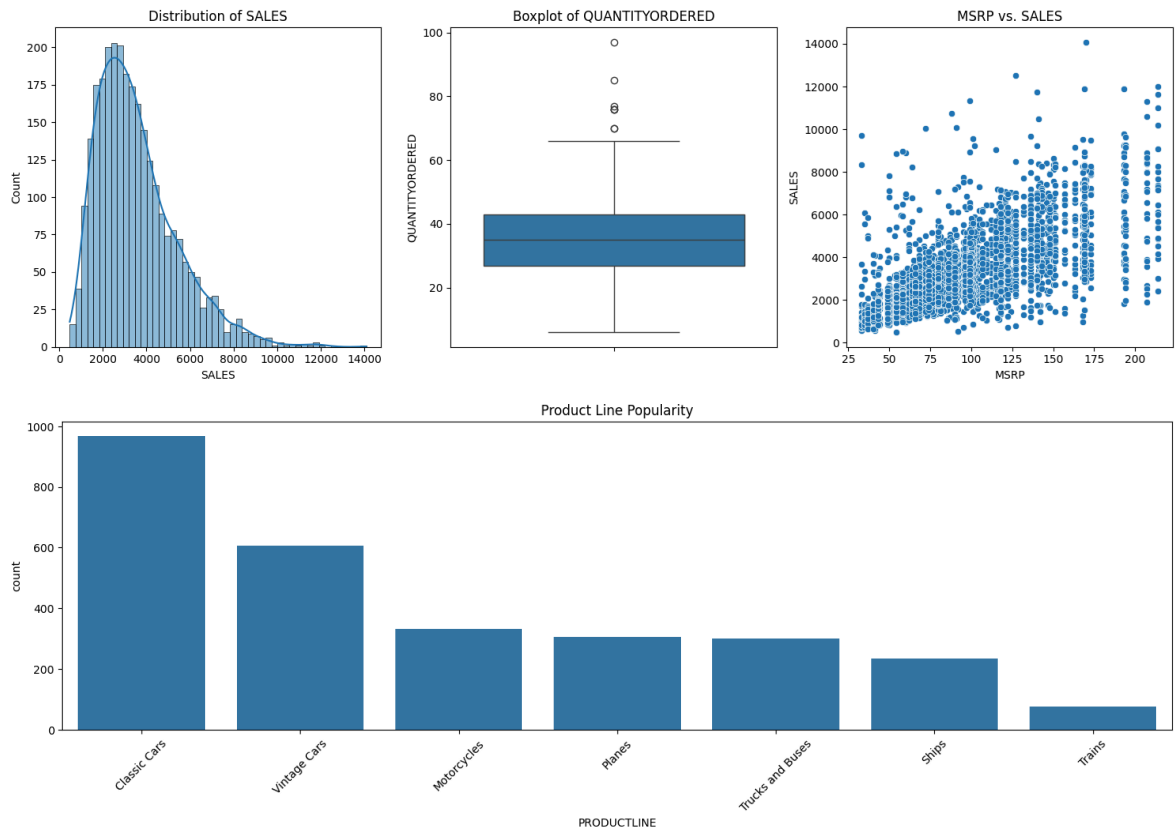 Distribution of SALES
200
175
150
125
100
75
50
25
0
Count
0 2000 4000 6000 8000 10000 12000 14000
SALES
Boxplot of QUANTITYORDERED
100
80
60
40
20
QUANTITYORDERED
MSRP vs. SALES
14000
12000
10000
8000
6000
4000
2000
0
SALES
25 50 75 100 125 150 175 200
MSRP
Product Line Popularity
1000
800
600
400
200
0
count
Classic Cars
Vintage Cars
Motorcycles
Planes
Trucks and Buses
Ships
Trains
PRODUCTLINE